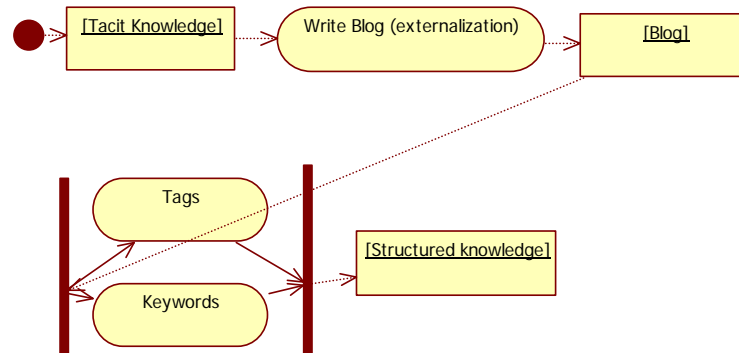 [Tacit Knowledge]
Write Blog (externalization)
[Blog]
Tags
[Structured knowledge]
Keywords